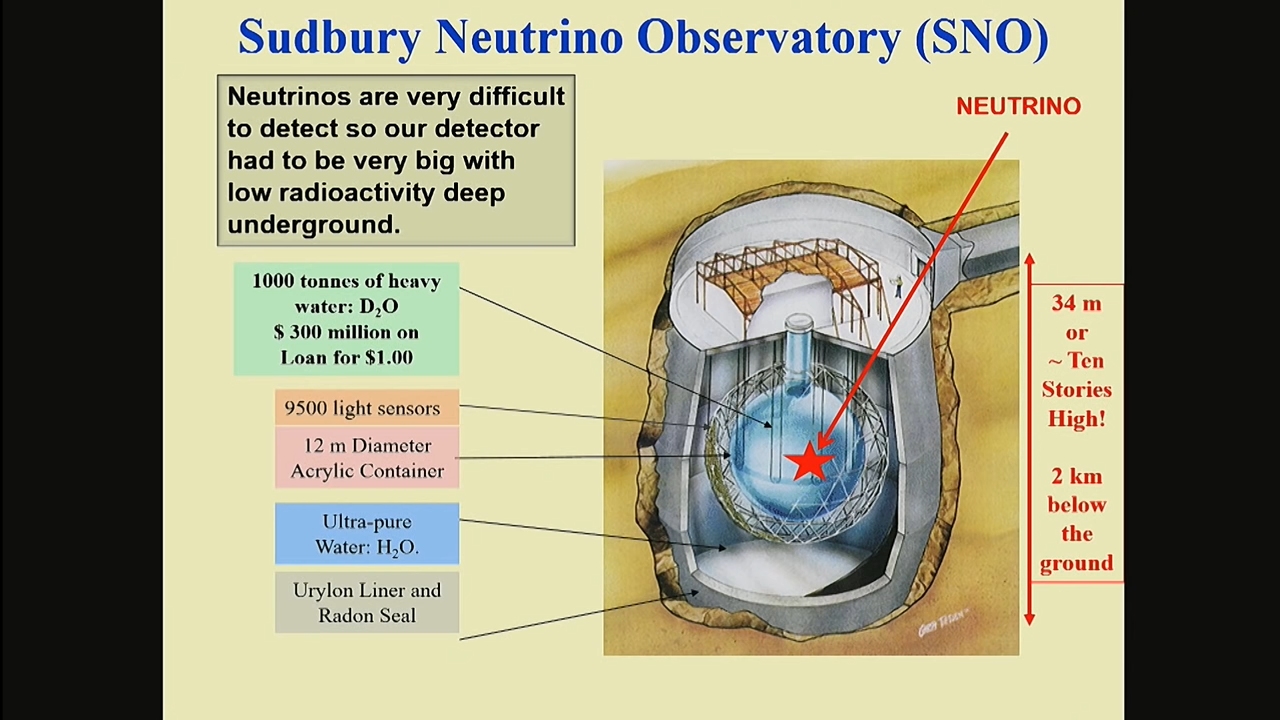 Sudbury Neutrino Observatory (SNO)
Neutrinos are very difficult
to detect so our detector
had to be very big with
low radioactivity deep
underground.
NEUTRINO
1000 tonnes of heavy
water: D₂O
$ 300 million on
Loan for $1.00
9500 light sensors
12 m Diameter
Acrylic Container
Ultra-pure
Water: H₂O.
Urylon Liner and
Radon Seal
34 m
or
~ Ten
Stories
High!
2 km
below
the
ground